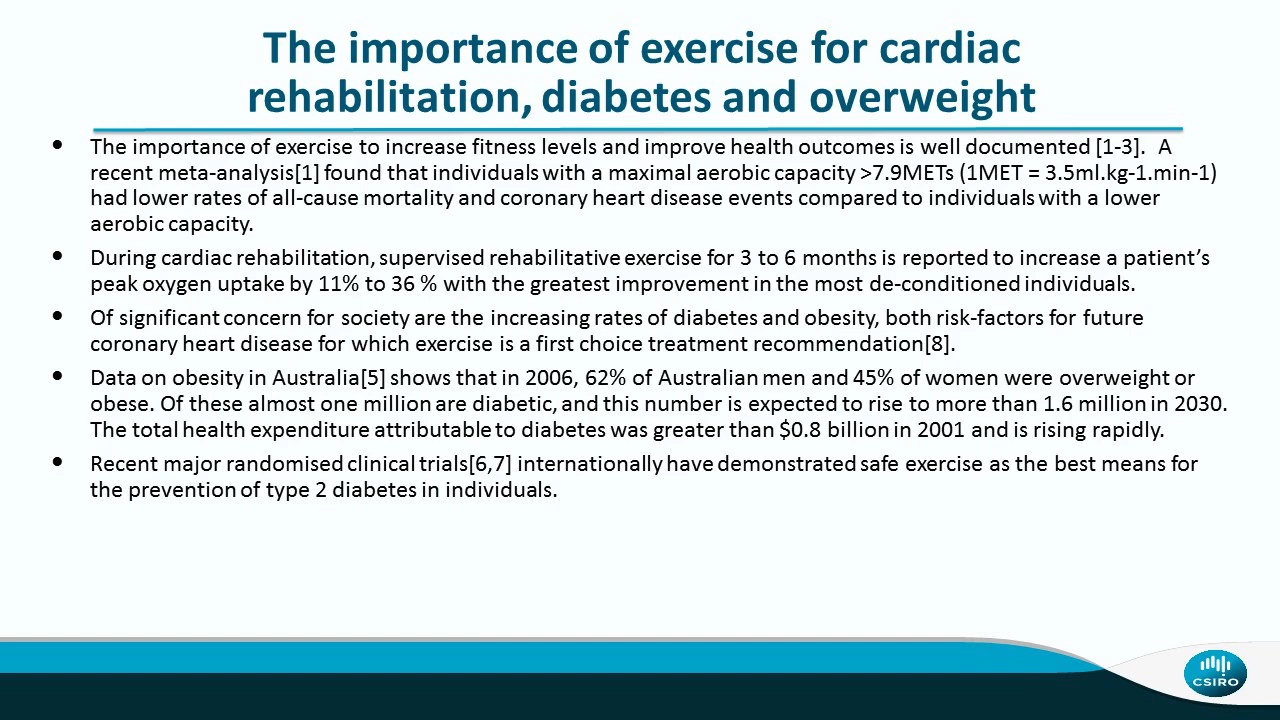 The importance of exercise for cardiac
rehabilitation, diabetes and overweight
• The importance of exercise to increase fitness levels and improve health outcomes is well documented [1-3].  A
recent meta-analysis[1] found that individuals with a maximal aerobic capacity >7.9METs (1MET = 3.5ml.kg-1.min-1)
had lower rates of all-cause mortality and coronary heart disease events compared to individuals with a lower
aerobic capacity.
• During cardiac rehabilitation, supervised rehabilitative exercise for 3 to 6 months is reported to increase a patient’s
peak oxygen uptake by 11% to 36 % with the greatest improvement in the most de-conditioned individuals.
• Of significant concern for society are the increasing rates of diabetes and obesity, both risk-factors for future
coronary heart disease for which exercise is a first choice treatment recommendation[8].
• Data on obesity in Australia[5] shows that in 2006, 62% of Australian men and 45% of women were overweight or
obese. Of these almost one million are diabetic, and this number is expected to rise to more than 1.6 million in 2030.
The total health expenditure attributable to diabetes was greater than $0.8 billion in 2001 and is rising rapidly.
• Recent major randomised clinical trials[6,7] internationally have demonstrated safe exercise as the best means for
the prevention of type 2 diabetes in individuals.
CSIRO